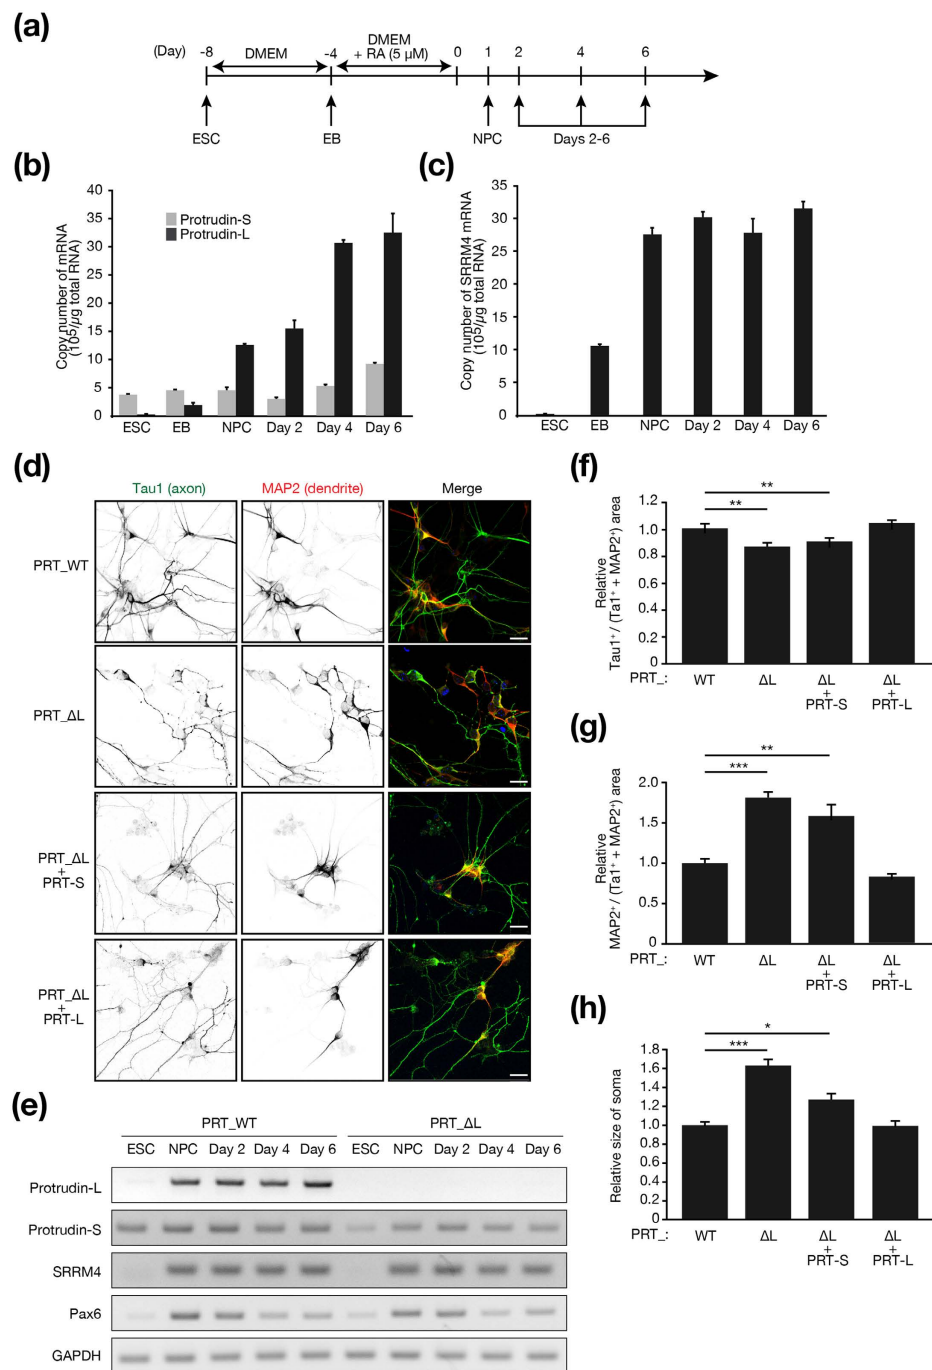 (a)
DMEM
+ RA (5 µM)
(Day) -8 DMEM -4 0 1 2 4 6
ESC EB NPC Days 2-6
(b)
Copy number of mRNA
(10⁵/µg total RNA)
40
35
30
25
20
15
10
5
0
Protrudin-S
Protrudin-L
ESC EB NPC Day 2 Day 4 Day 6
(c)
Copy number of SRRM4 mRNA
(10⁵/µg total RNA)
35
30
25
20
15
10
5
0
ESC EB NPC Day 2 Day 4 Day 6
(d)
Tau1 (axon) MAP2 (dendrite) Merge
PRT_WT
PRT_ΔL
PRT_ΔL
+
PRT-S
PRT_ΔL
+
PRT-L
(e)
PRT_WT PRT_ΔL
ESC NPC Day 2 Day 4 Day 6 ESC NPC Day 2 Day 4 Day 6
Protrudin-L
Protrudin-S
SRRM4
Pax6
GAPDH
(f)
Relative
Tau1⁺ / (Ta1⁺ + MAP2⁺) area
1.2
1.0
0.8
0.6
0.4
0.2
0
**
**
PRT_: WT ΔL ΔL ΔL
+ +
PRT-S PRT-L
(g)
Relative
MAP2⁺ / (Ta1⁺ + MAP2⁺) area
2.0
1.5
1.0
0.5
0
**
***
PRT_: WT ΔL ΔL ΔL
+ +
PRT-S PRT-L
(h)
Relative size of soma
1.8
1.6
1.4
1.2
1.0
0.8
0.6
0.4
0.2
0
*
***
PRT_: WT ΔL ΔL ΔL
+ +
PRT-S PRT-L